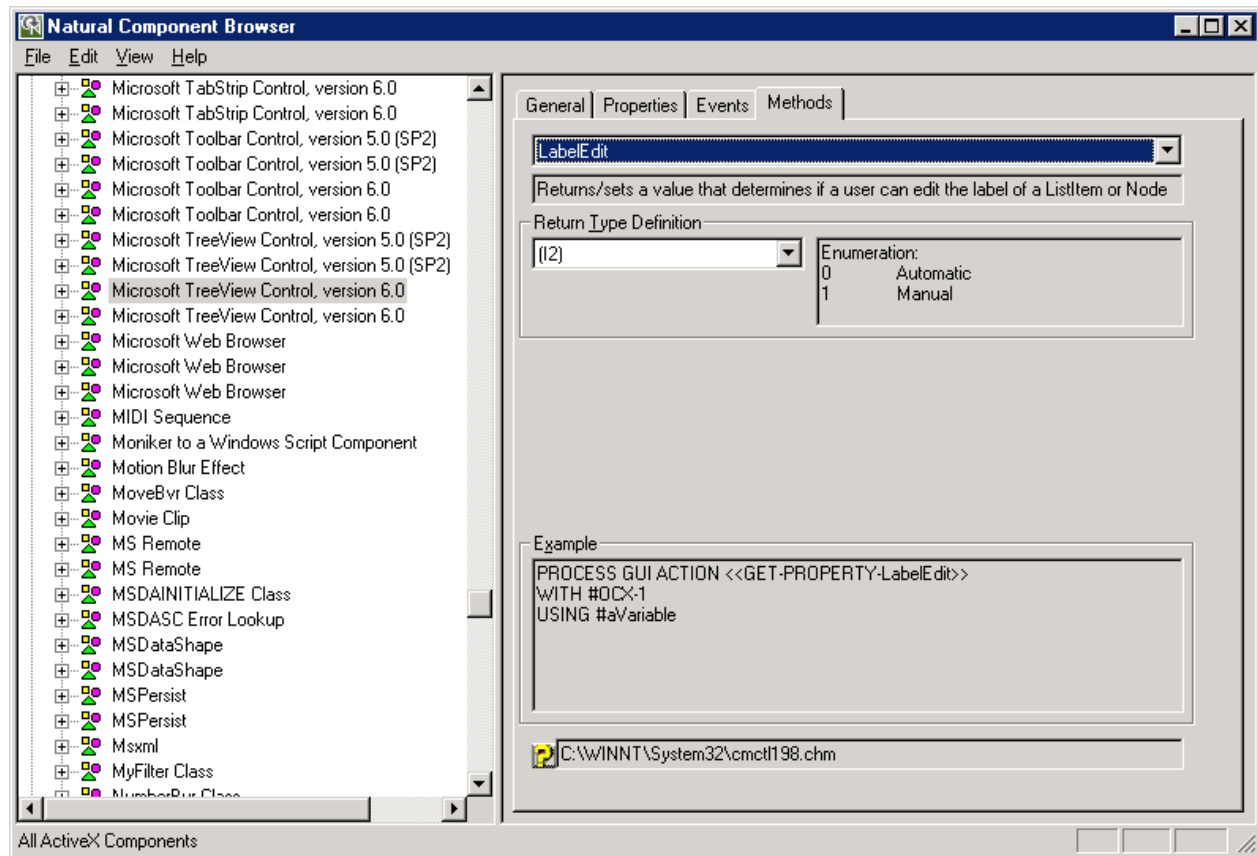 Natural Component Browser
File Edit View Help
Microsoft TabStrip Control, version 6.0
Microsoft TabStrip Control, version 6.0
Microsoft Toolbar Control, version 5.0 (SP2)
Microsoft Toolbar Control, version 5.0 (SP2)
Microsoft Toolbar Control, version 6.0
Microsoft Toolbar Control, version 6.0
Microsoft TreeView Control, version 5.0 (SP2)
Microsoft TreeView Control, version 5.0 (SP2)
Microsoft TreeView Control, version 6.0
Microsoft TreeView Control, version 6.0
Microsoft Web Browser
Microsoft Web Browser
Microsoft Web Browser
MIDI Sequence
Moniker to a Windows Script Component
Motion Blur Effect
MoveBvr Class
Movie Clip
MS Remote
MS Remote
MSDAINITIALIZE Class
MSDASC Error Lookup
MSDataShape
MSDataShape
MSPersist
MSPersist
Msxml
MyFilter Class
NumberBvr Class
General Properties Events Methods
LabelEdit
Returns/sets a value that determines if a user can edit the label of a ListItem or Node
Return Type Definition
(I2)
Enumeration:
0 Automatic
1 Manual
Example
PROCESS GUI ACTION <<GET-PROPERTY-LabelEdit>>
WITH #OCX-1
USING #aVariable
C:\WINNT\System32\cmctl198.chm
All ActiveX Components